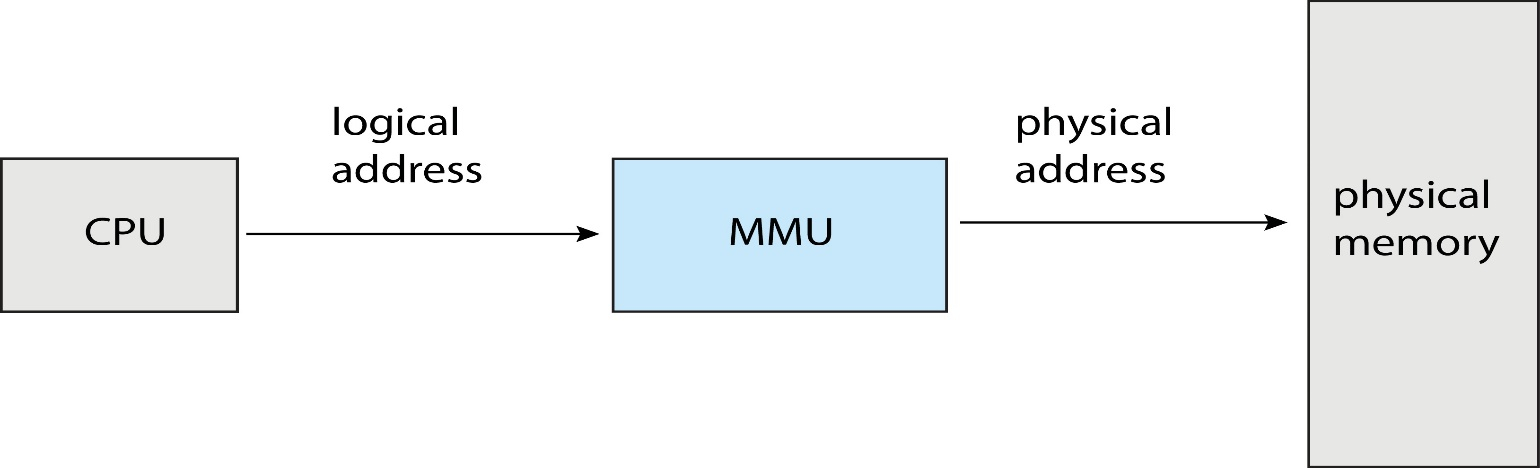 CPU
logical
address
MMU
physical
address
physical
memory